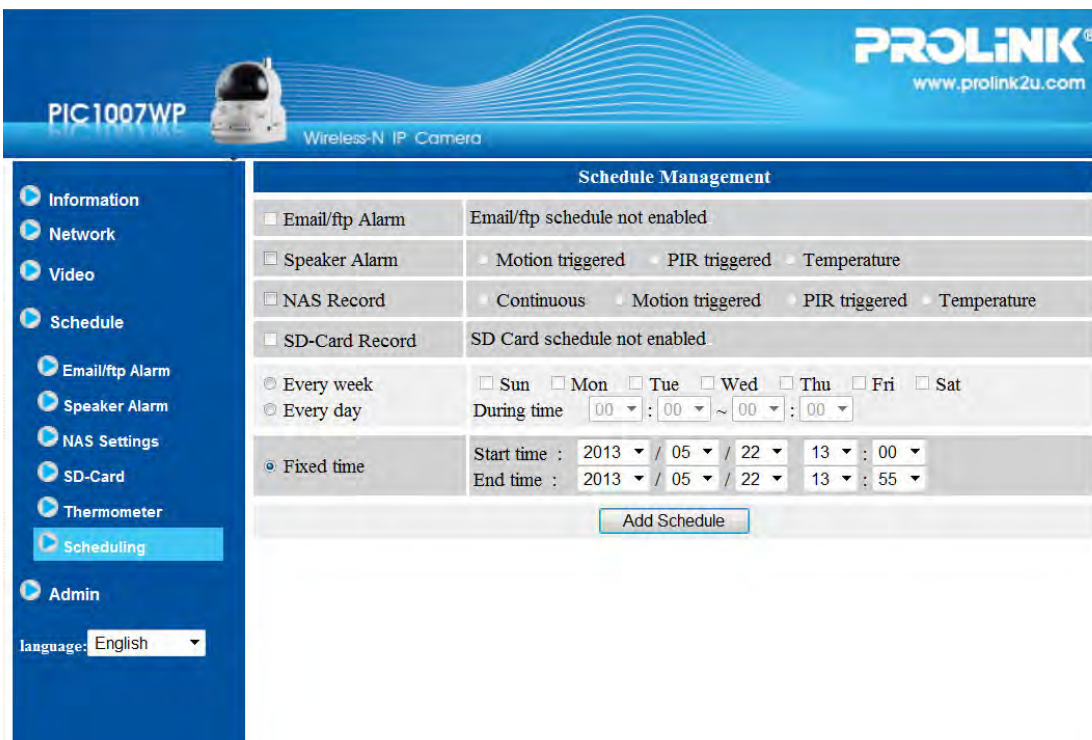 PROLiNK®
www.prolink2u.com
PIC1007WP
Wireless-N IP Camera
Information
Network
Video
Schedule
Email/ftp Alarm
Speaker Alarm
NAS Settings
SD-Card
Thermometer
Scheduling
Admin
language: English
Schedule Management
Email/ftp Alarm Email/ftp schedule not enabled
Speaker Alarm Motion triggered PIR triggered Temperature
NAS Record Continuous Motion triggered PIR triggered Temperature
SD-Card Record SD Card schedule not enabled
Every week Sun Mon Tue Wed Thu Fri Sat
Every day During time 00 : 00 ~ 00 : 00
Fixed time
Start time : 2013 / 05 / 22 13 : 00
End time : 2013 / 05 / 22 13 : 55
Add Schedule